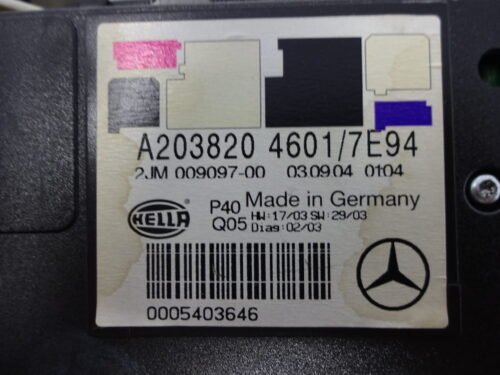 A203820 4601/7E94
2JM 009097-00 03.09.04 01:04
HELLA P40 Made in Germany
Q05 HW:17/03 SW:29/03
Diag:02/03
0005403646